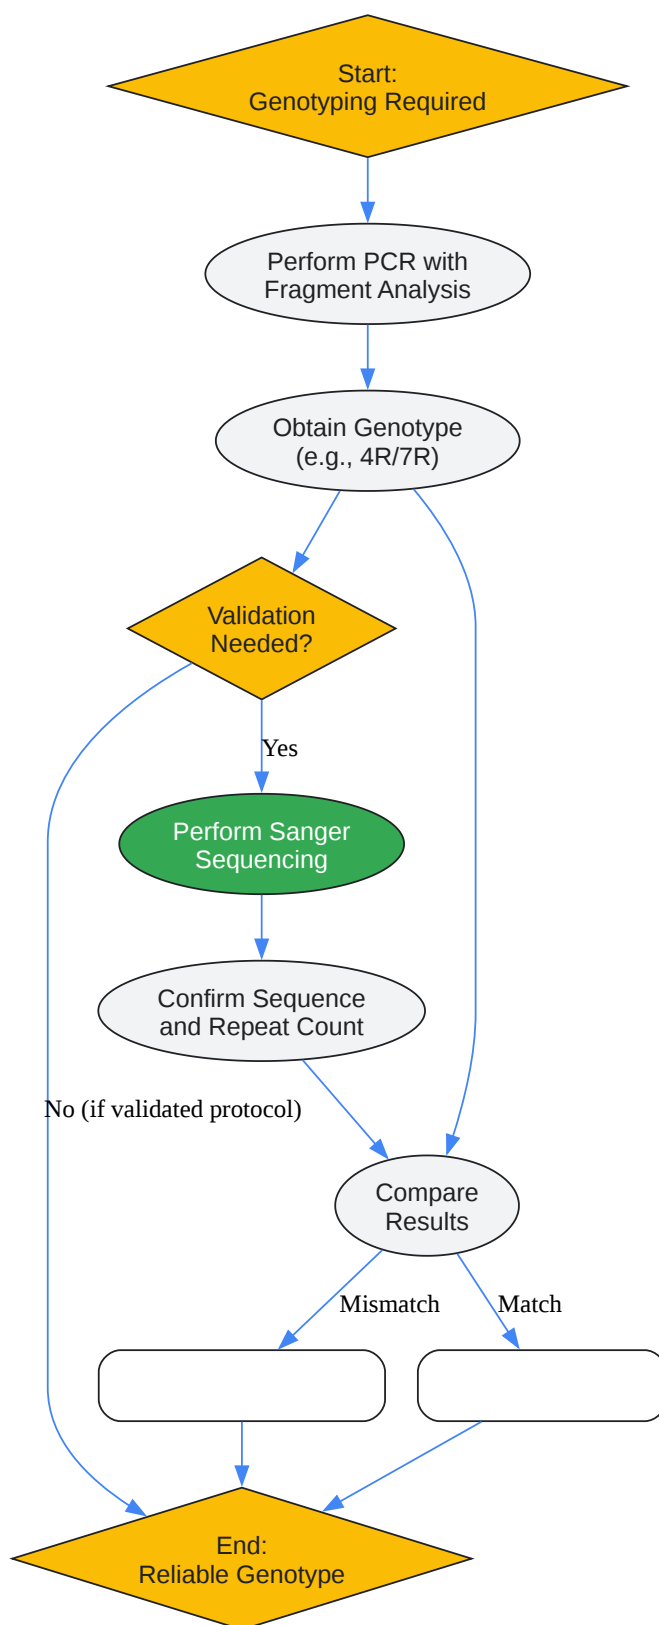 Start:
Genotyping Required
Perform PCR with
Fragment Analysis
Obtain Genotype
(e.g., 4R/7R)
Validation
Needed?
Yes
Perform Sanger
Sequencing
Confirm Sequence
and Repeat Count
No (if validated protocol)
Compare
Results
Mismatch
Match
End:
Reliable Genotype